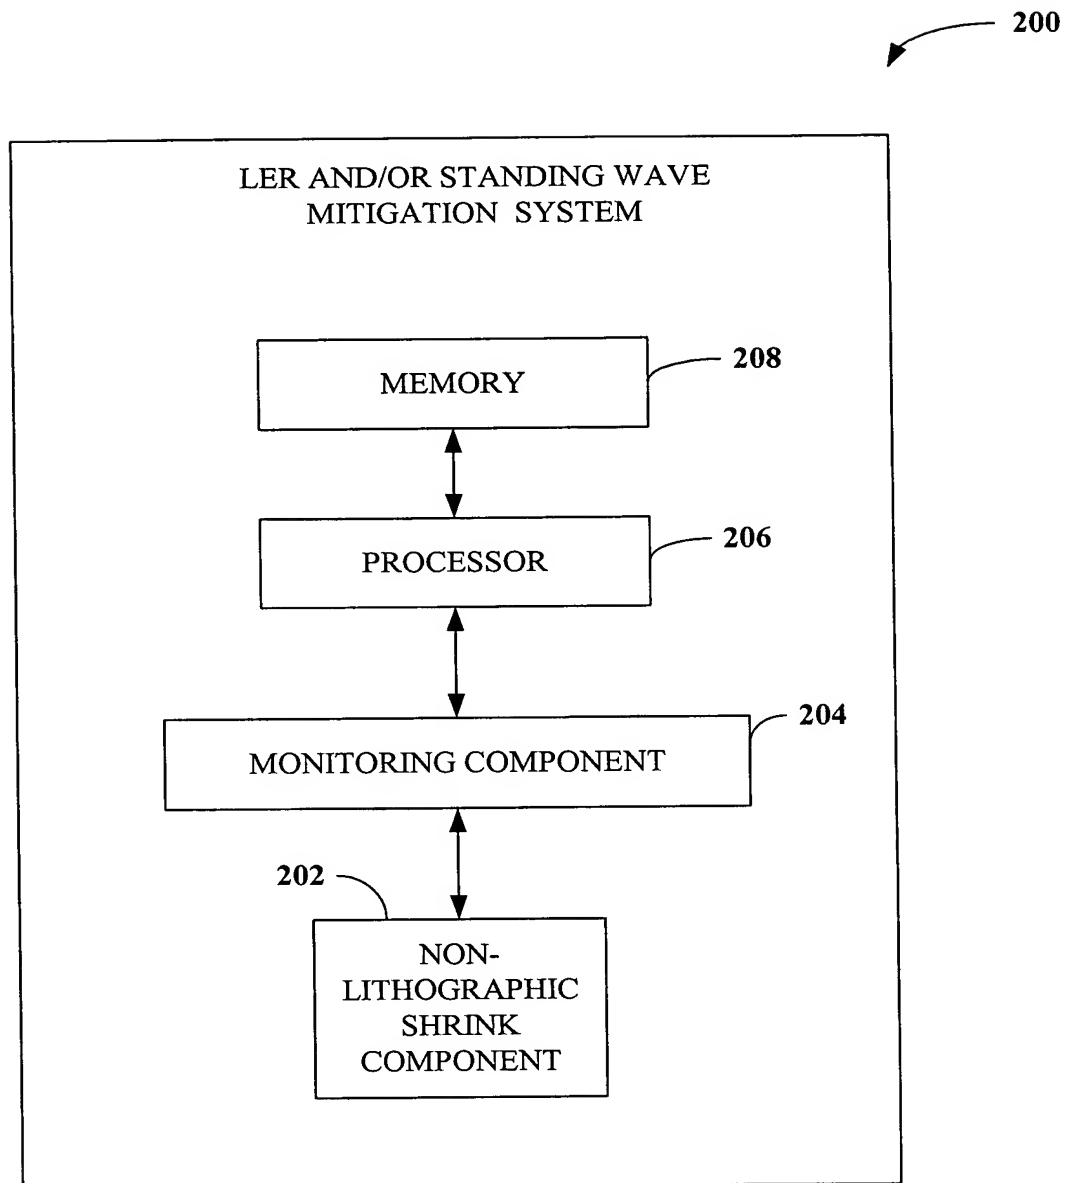 200
LER AND/OR STANDING WAVE
MITIGATION SYSTEM
MEMORY
208
PROCESSOR
206
204
MONITORING COMPONENT
202
NON-
LITHOGRAPHIC
SHRINK
COMPONENT